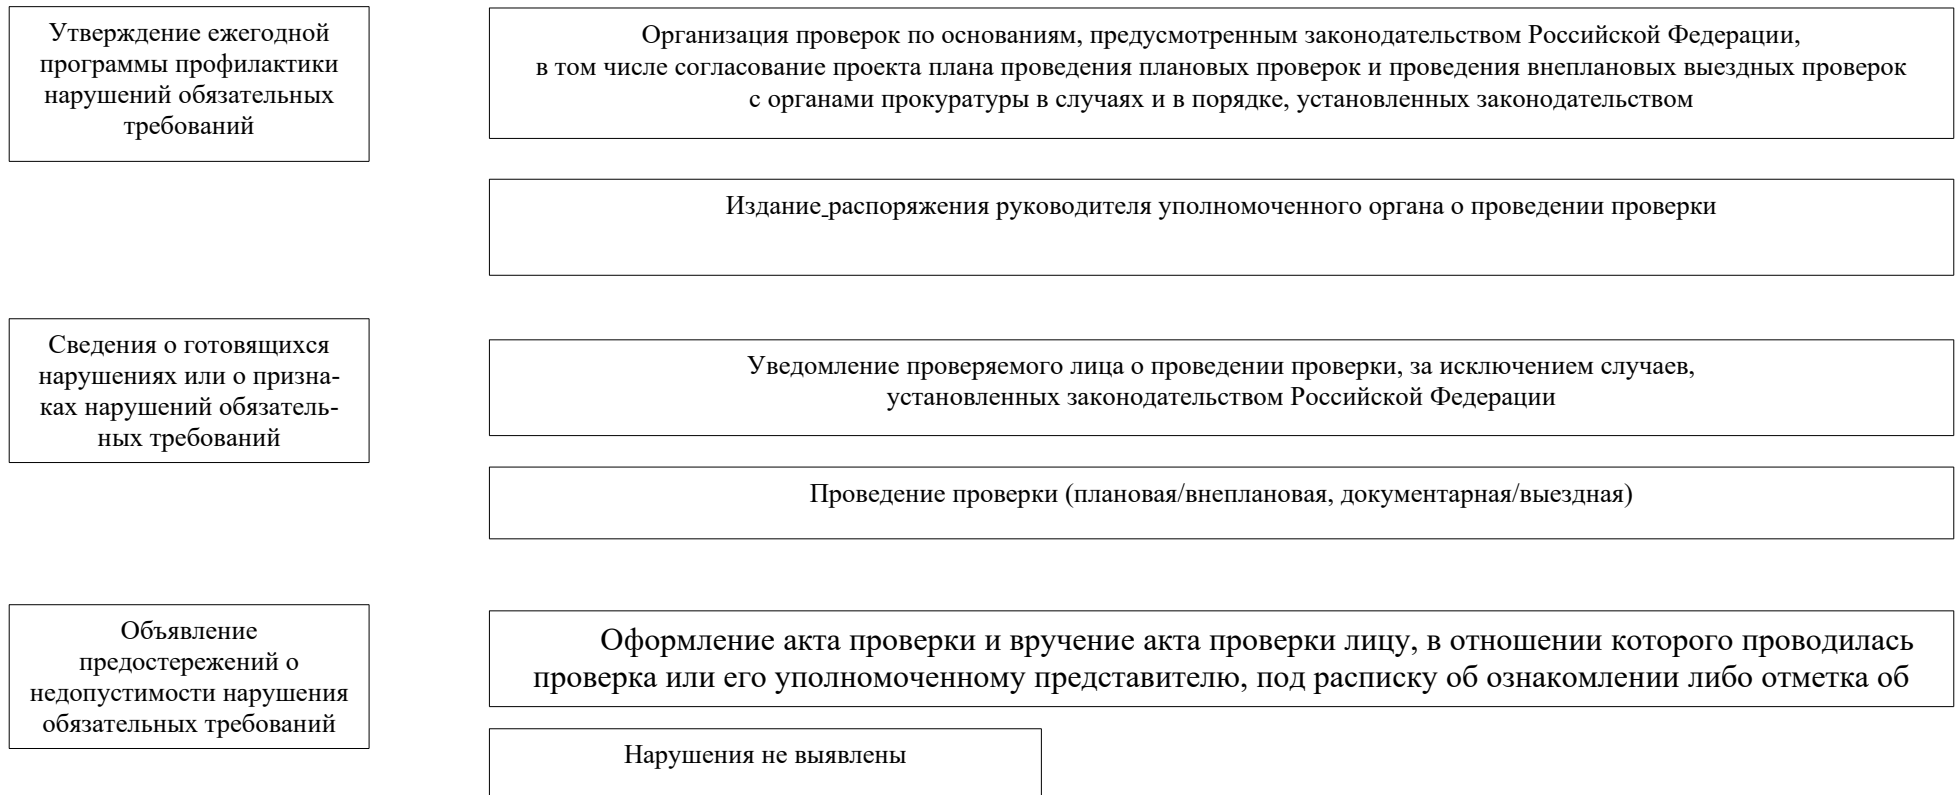 Утверждение ежегодной
программы профилактики
нарушений обязательных
требований
Организация проверок по основаниям, предусмотренным законодательством Российской Федерации,
в том числе согласование проекта плана проведения плановых проверок и проведения внеплановых выездных проверок
с органами прокуратуры в случаях и в порядке, установленных законодательством
Издание распоряжения руководителя уполномоченного органа о проведении проверки
Сведения о готовящихся
нарушениях или о призна-
ках нарушений обязатель-
ных требований
Уведомление проверяемого лица о проведении проверки, за исключением случаев,
установленных законодательством Российской Федерации
Проведение проверки (плановая/внеплановая, документарная/выездная)
Объявление
предостережений о
недопустимости нарушения
обязательных требований
Оформление акта проверки и вручение акта проверки лицу, в отношении которого проводилась
проверка или его уполномоченному представителю, под расписку об ознакомлении либо отметка об
Нарушения не выявлены